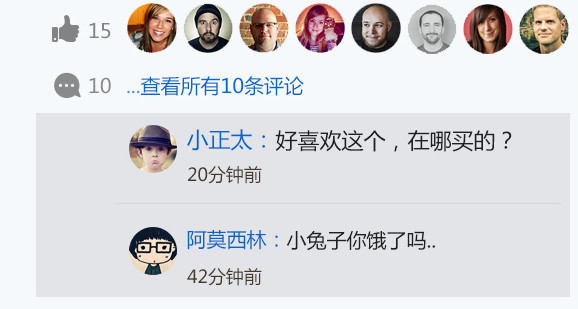 15
10 ...查看所有10条评论
小正太：好喜欢这个，在哪买的？
20分钟前
阿莫西林：小兔子你饿了吗..
42分钟前